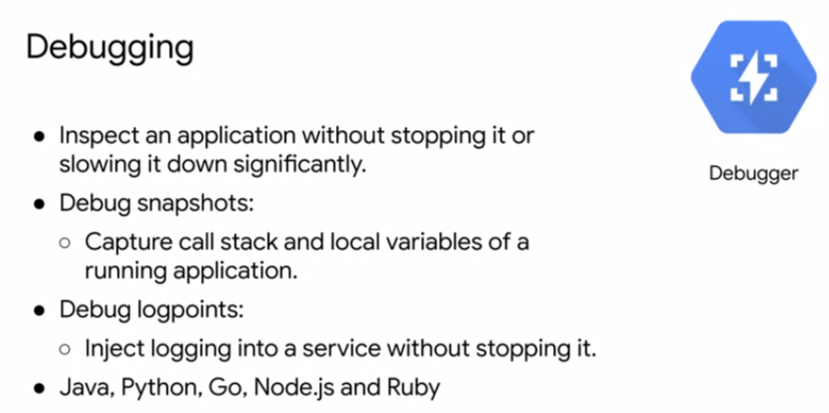 Debugging
● Inspect an application without stopping it or
slowing it down significantly.
● Debug snapshots:
○ Capture call stack and local variables of a
running application.
● Debug logpoints:
○ Inject logging into a service without stopping it.
● Java, Python, Go, Node.js and Ruby
Debugger